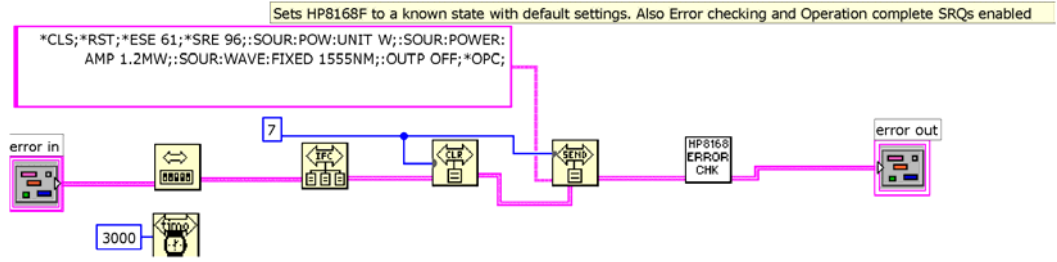 Sets HP8168F to a known state with default settings. Also Error checking and Operation complete SRQs enabled
*CLS;*RST;*ESE 61;*SRE 96;:SOUR:POW:UNIT W;:SOUR:POWER:
AMP 1.2MW;:SOUR:WAVE:FIXED 1555NM;:OUTP OFF;*OPC;
7
error in
IFC
CLR
SEND
HP8168
ERROR
CHK
error out
3000
timo